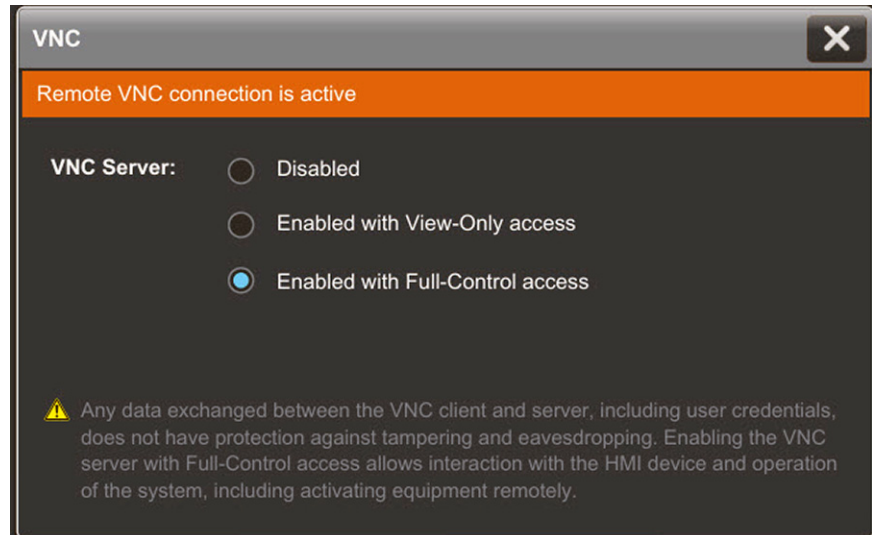 VNC
Remote VNC connection is active
VNC Server:
Disabled
Enabled with View-Only access
Enabled with Full-Control access
Any data exchanged between the VNC client and server, including user credentials,
does not have protection against tampering and eavesdropping. Enabling the VNC
server with Full-Control access allows interaction with the HMI device and operation
of the system, including activating equipment remotely.